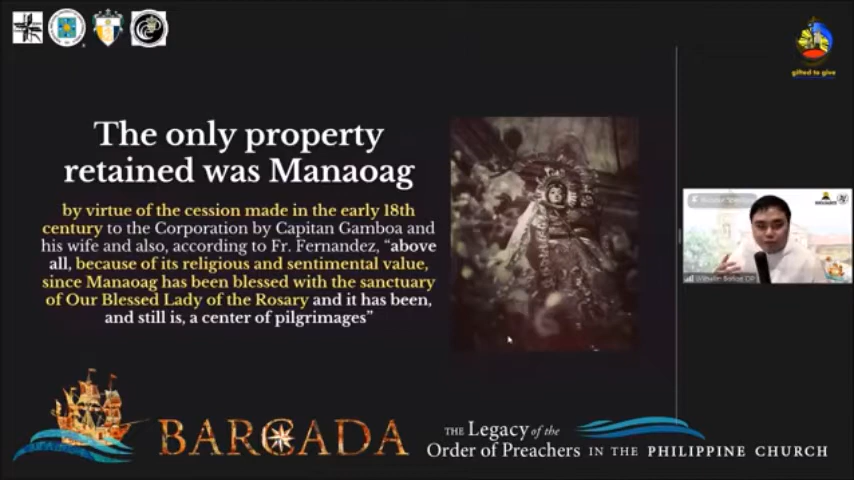 gifted to give
The only property
retained was Manaoag
by virtue of the cession made in the early 18th
century to the Corporation by Capitan Gamboa and
his wife and also, according to Fr. Fernandez, “above
all, because of its religious and sentimental value,
since Manaoag has been blessed with the sanctuary
of Our Blessed Lady of the Rosary and it has been,
and still is, a center of pilgrimages”
BARCADA
THE Legacy of the
Order of Preachers IN THE PHILIPPINE CHURCH